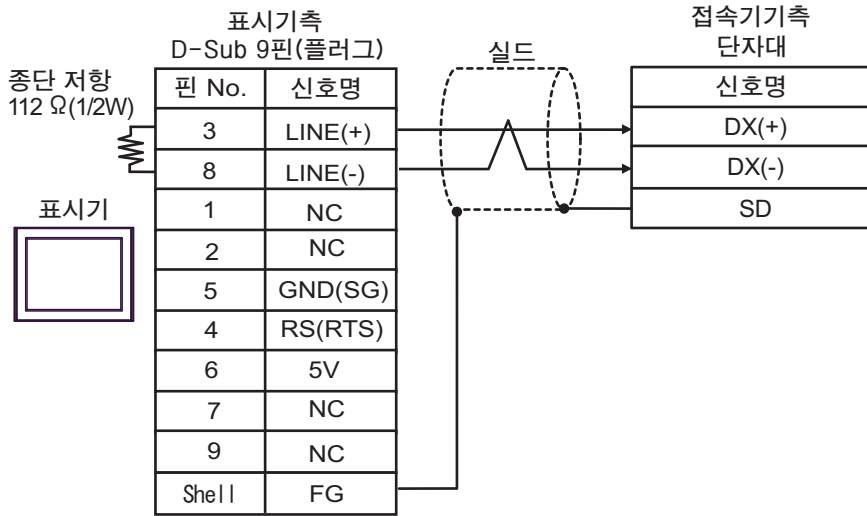 표시기측
D-Sub 9핀(플러그)
접속기기측
단자대
실드
종단 저항
112 Ω(1/2W)
핀 No. 신호명
신호명
3 LINE(+)
DX(+)
8 LINE(-)
DX(-)
표시기
1 NC
SD
2 NC
5 GND(SG)
4 RS(RTS)
6 5V
7 NC
9 NC
Shell FG